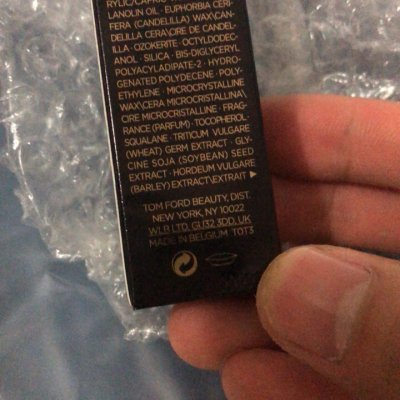 RYLIC/CAPRIC
LANOLIN OIL · EUPHORBIA CERI-
FERA (CANDELILLA) WAX\CAN-
DELILLA CERA\CIRE DE CANDEL-
ILLA · OZOKERITE · OCTYLDODEC-
ANOL · SILICA · BIS-DIGLYCERYL
POLYACYLADIPATE-2 · HYDRO-
GENATED POLYDECENE · POLY-
ETHYLENE · MICROCRYSTALLINE
WAX\CERA MICROCRISTALLINA\
CIRE MICROCRISTALLINE · FRAG-
RANCE (PARFUM) · TOCOPHEROL ·
SQUALANE · TRITICUM VULGARE
(WHEAT) GERM EXTRACT · GLY-
CINE SOJA (SOYBEAN) SEED
EXTRACT · HORDEUM VULGARE
(BARLEY) EXTRACT\EXTRAIT ▶
TOM FORD BEAUTY, DIST.
NEW YORK, NY 10022
WLB LTD, GU32 3DD, UK
MADE IN BELGIUM T0T3